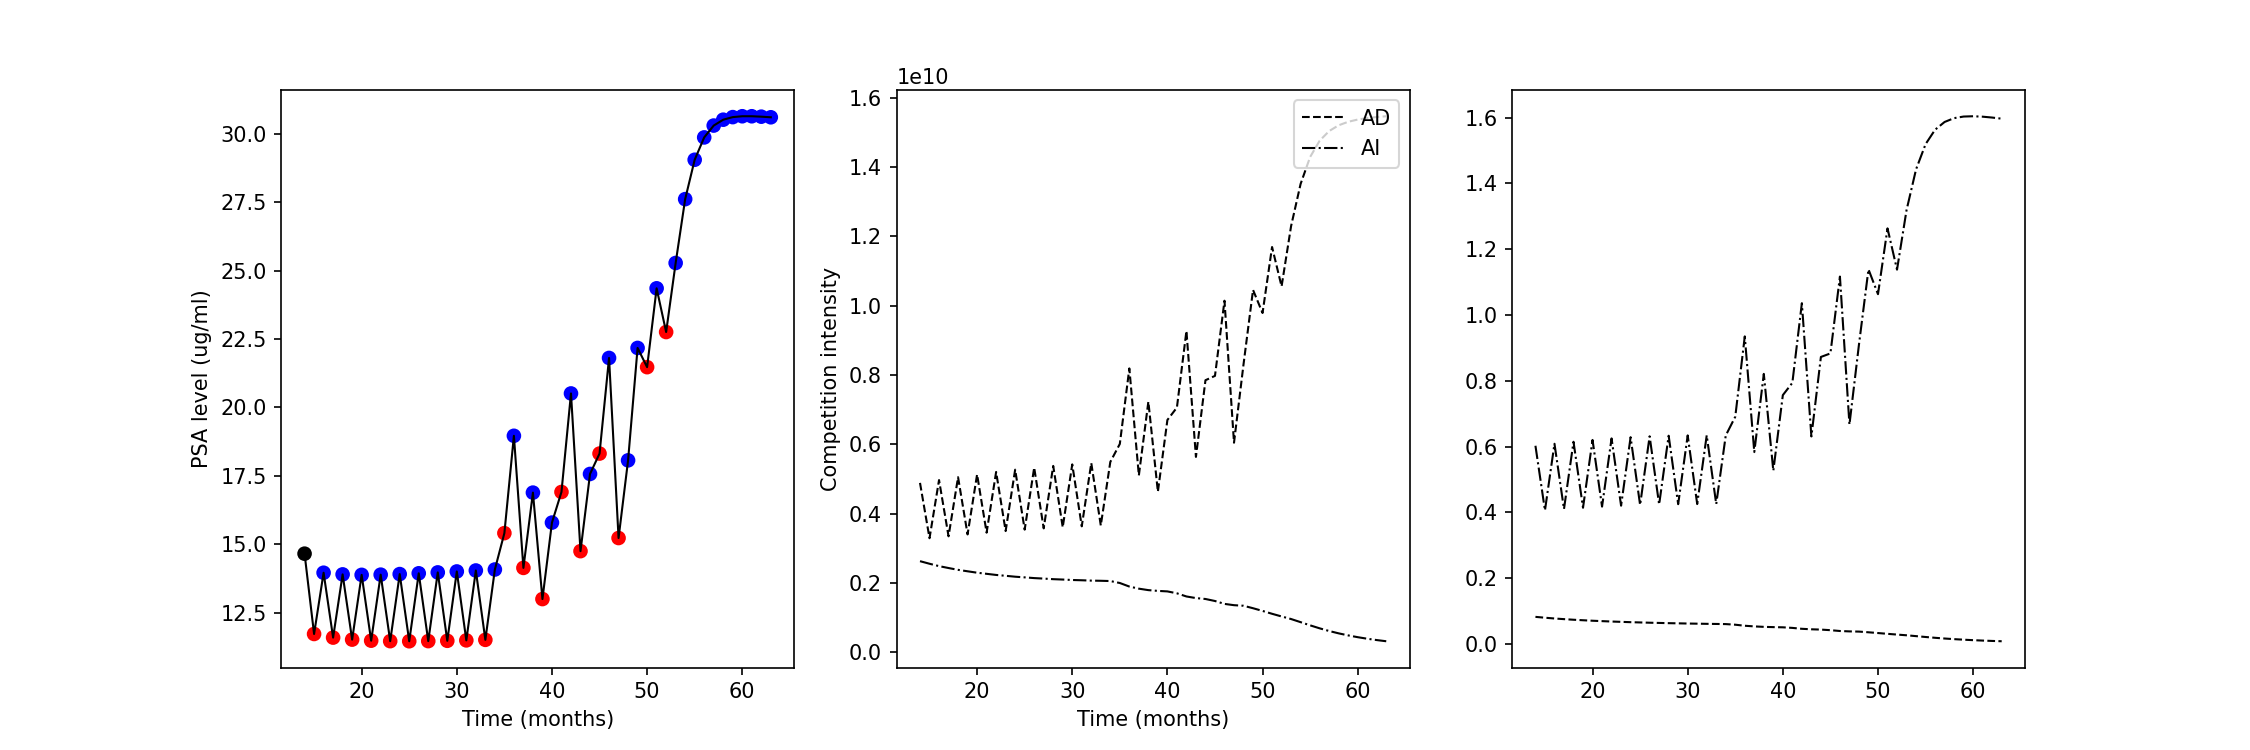 PSA level (ug/ml)
30.0
27.5
25.0
22.5
20.0
17.5
15.0
12.5
20 30 40 50 60
Time (months)
1e10
Competition intensity
1.6
1.4
1.2
1.0
0.8
0.6
0.4
0.2
0.0
AD
AI
20 30 40 50 60
Time (months)
1.6
1.4
1.2
1.0
0.8
0.6
0.4
0.2
0.0
20 30 40 50 60